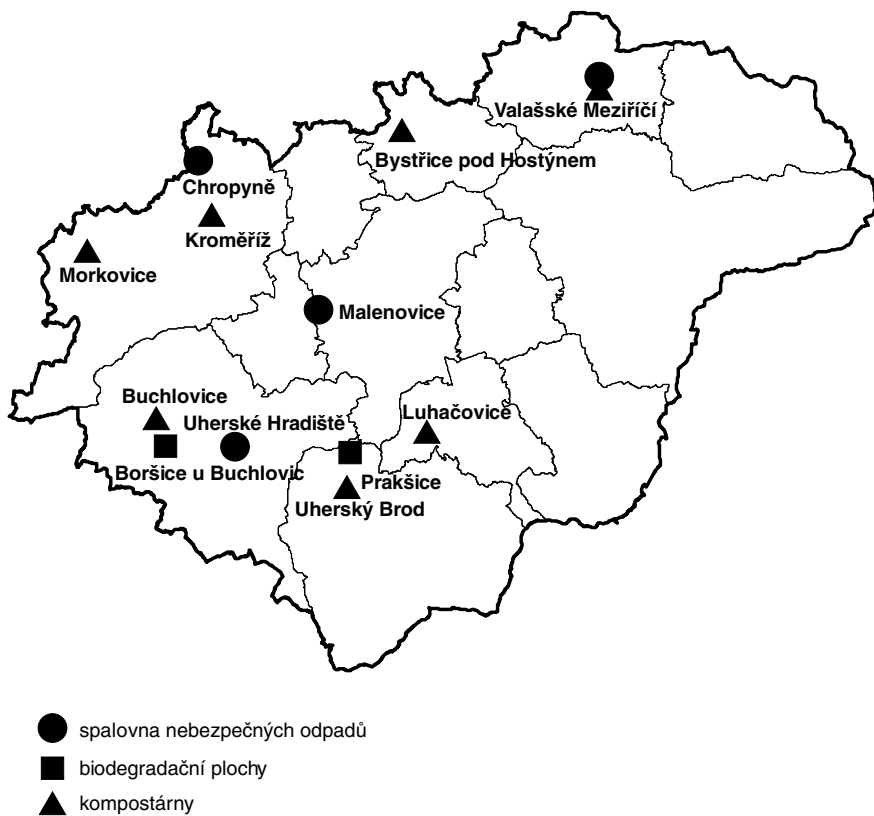 Valašské Meziříčí
Bystřice pod Hostýnem
Chropyně
Kroměříž
Morkovice
Malenovice
Buchlovice
Uherské Hradiště
Luhačovice
Boršice u Buchlovic
Prakšice
Uherský Brod
spalovna nebezpečných odpadů
biodegradační plochy
kompostárny